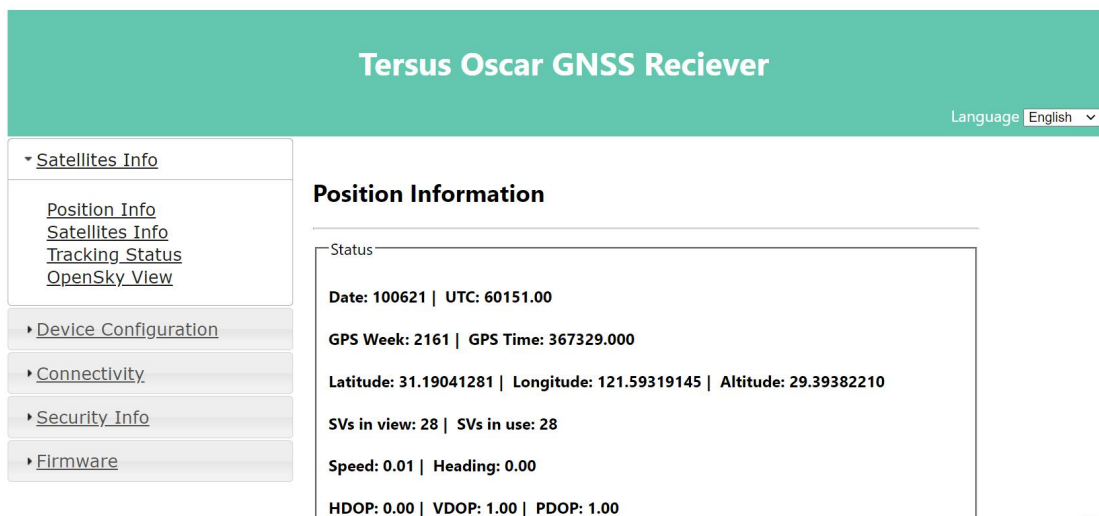 Tersus Oscar GNSS Reciever
Language English
Satellites Info
Position Info
Satellites Info
Tracking Status
OpenSky View
Device Configuration
Connectivity
Security Info
Firmware
Position Information
Status
Date: 100621 | UTC: 60151.00
GPS Week: 2161 | GPS Time: 367329.000
Latitude: 31.19041281 | Longitude: 121.59319145 | Altitude: 29.39382210
SVs in view: 28 | SVs in use: 28
Speed: 0.01 | Heading: 0.00
HDOP: 0.00 | VDOP: 1.00 | PDOP: 1.00